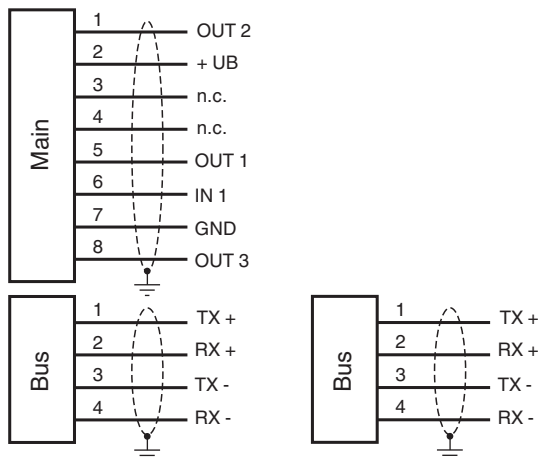 Main
1 OUT 2
2 + UB
3 n.c.
4 n.c.
5 OUT 1
6 IN 1
7 GND
8 OUT 3
Bus
1 TX +
2 RX +
3 TX -
4 RX -
Bus
1 TX +
2 RX +
3 TX -
4 RX -